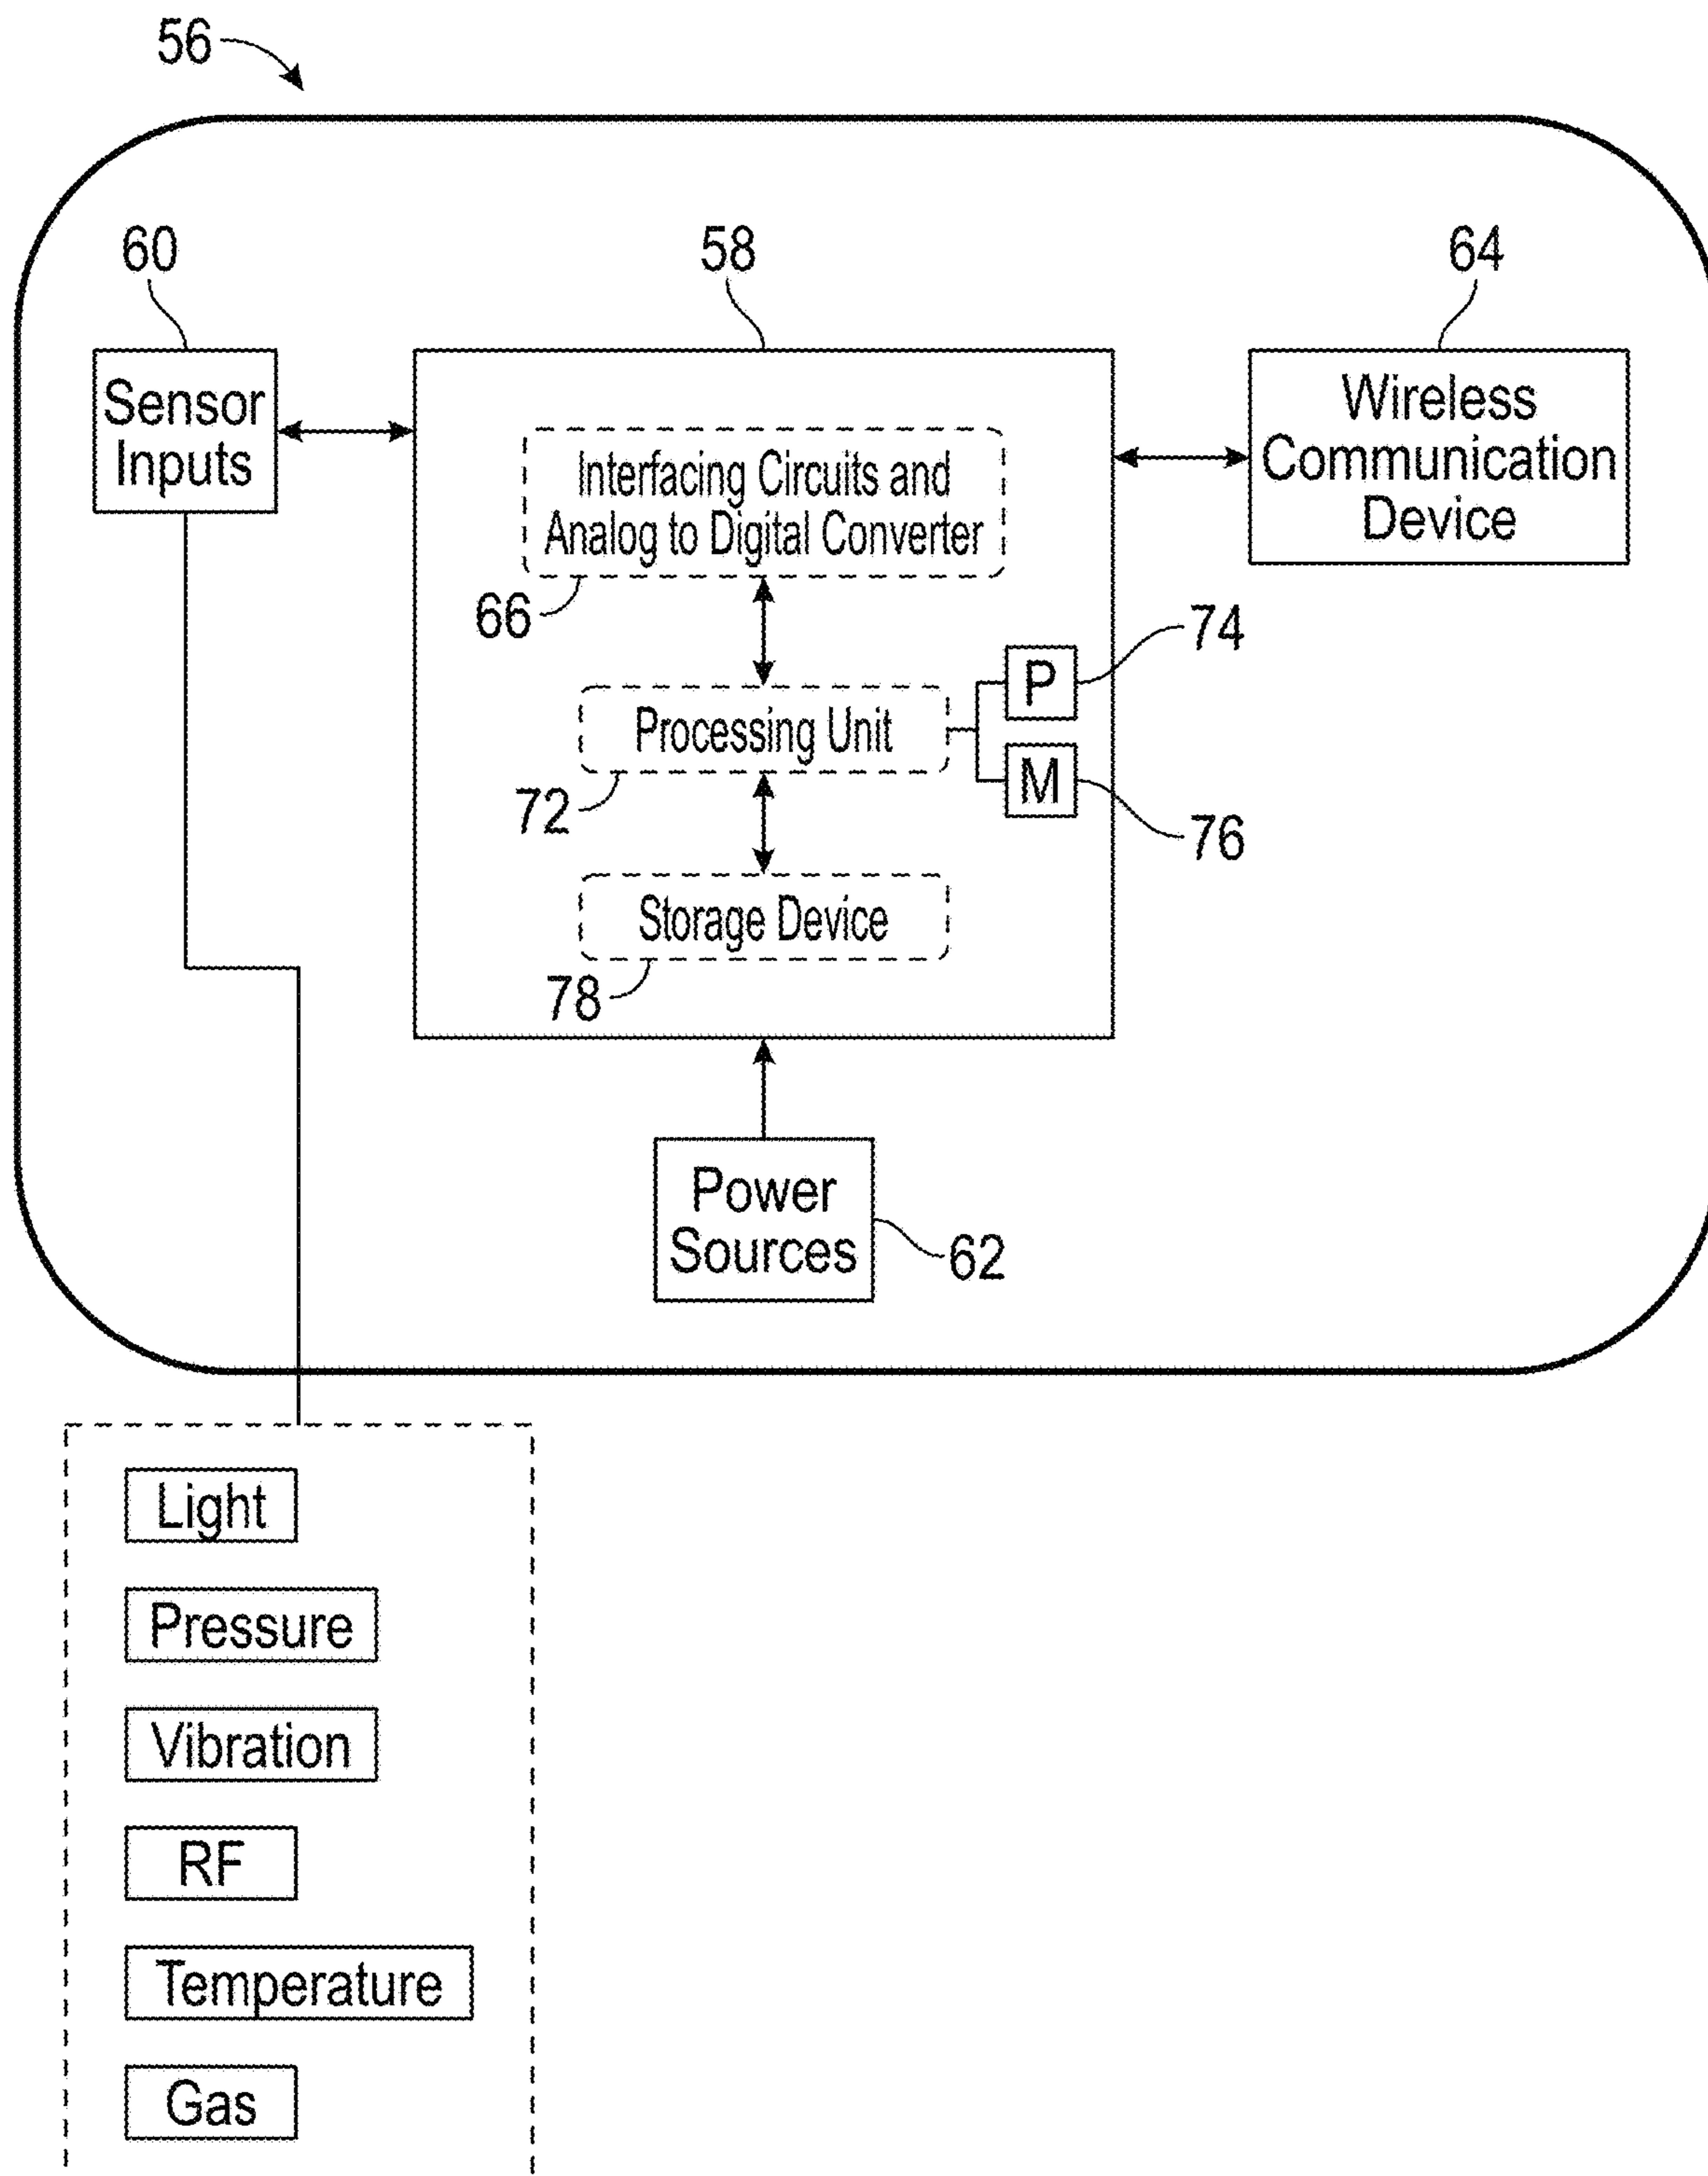 56
60
58
64
Sensor
Inputs
Wireless
Communication
Device
Interfacing Circuits and
Analog to Digital Converter
66
74
P
Processing Unit
72
M
76
Storage Device
78
Power
Sources
62
Light
Pressure
Vibration
RF
Temperature
Gas